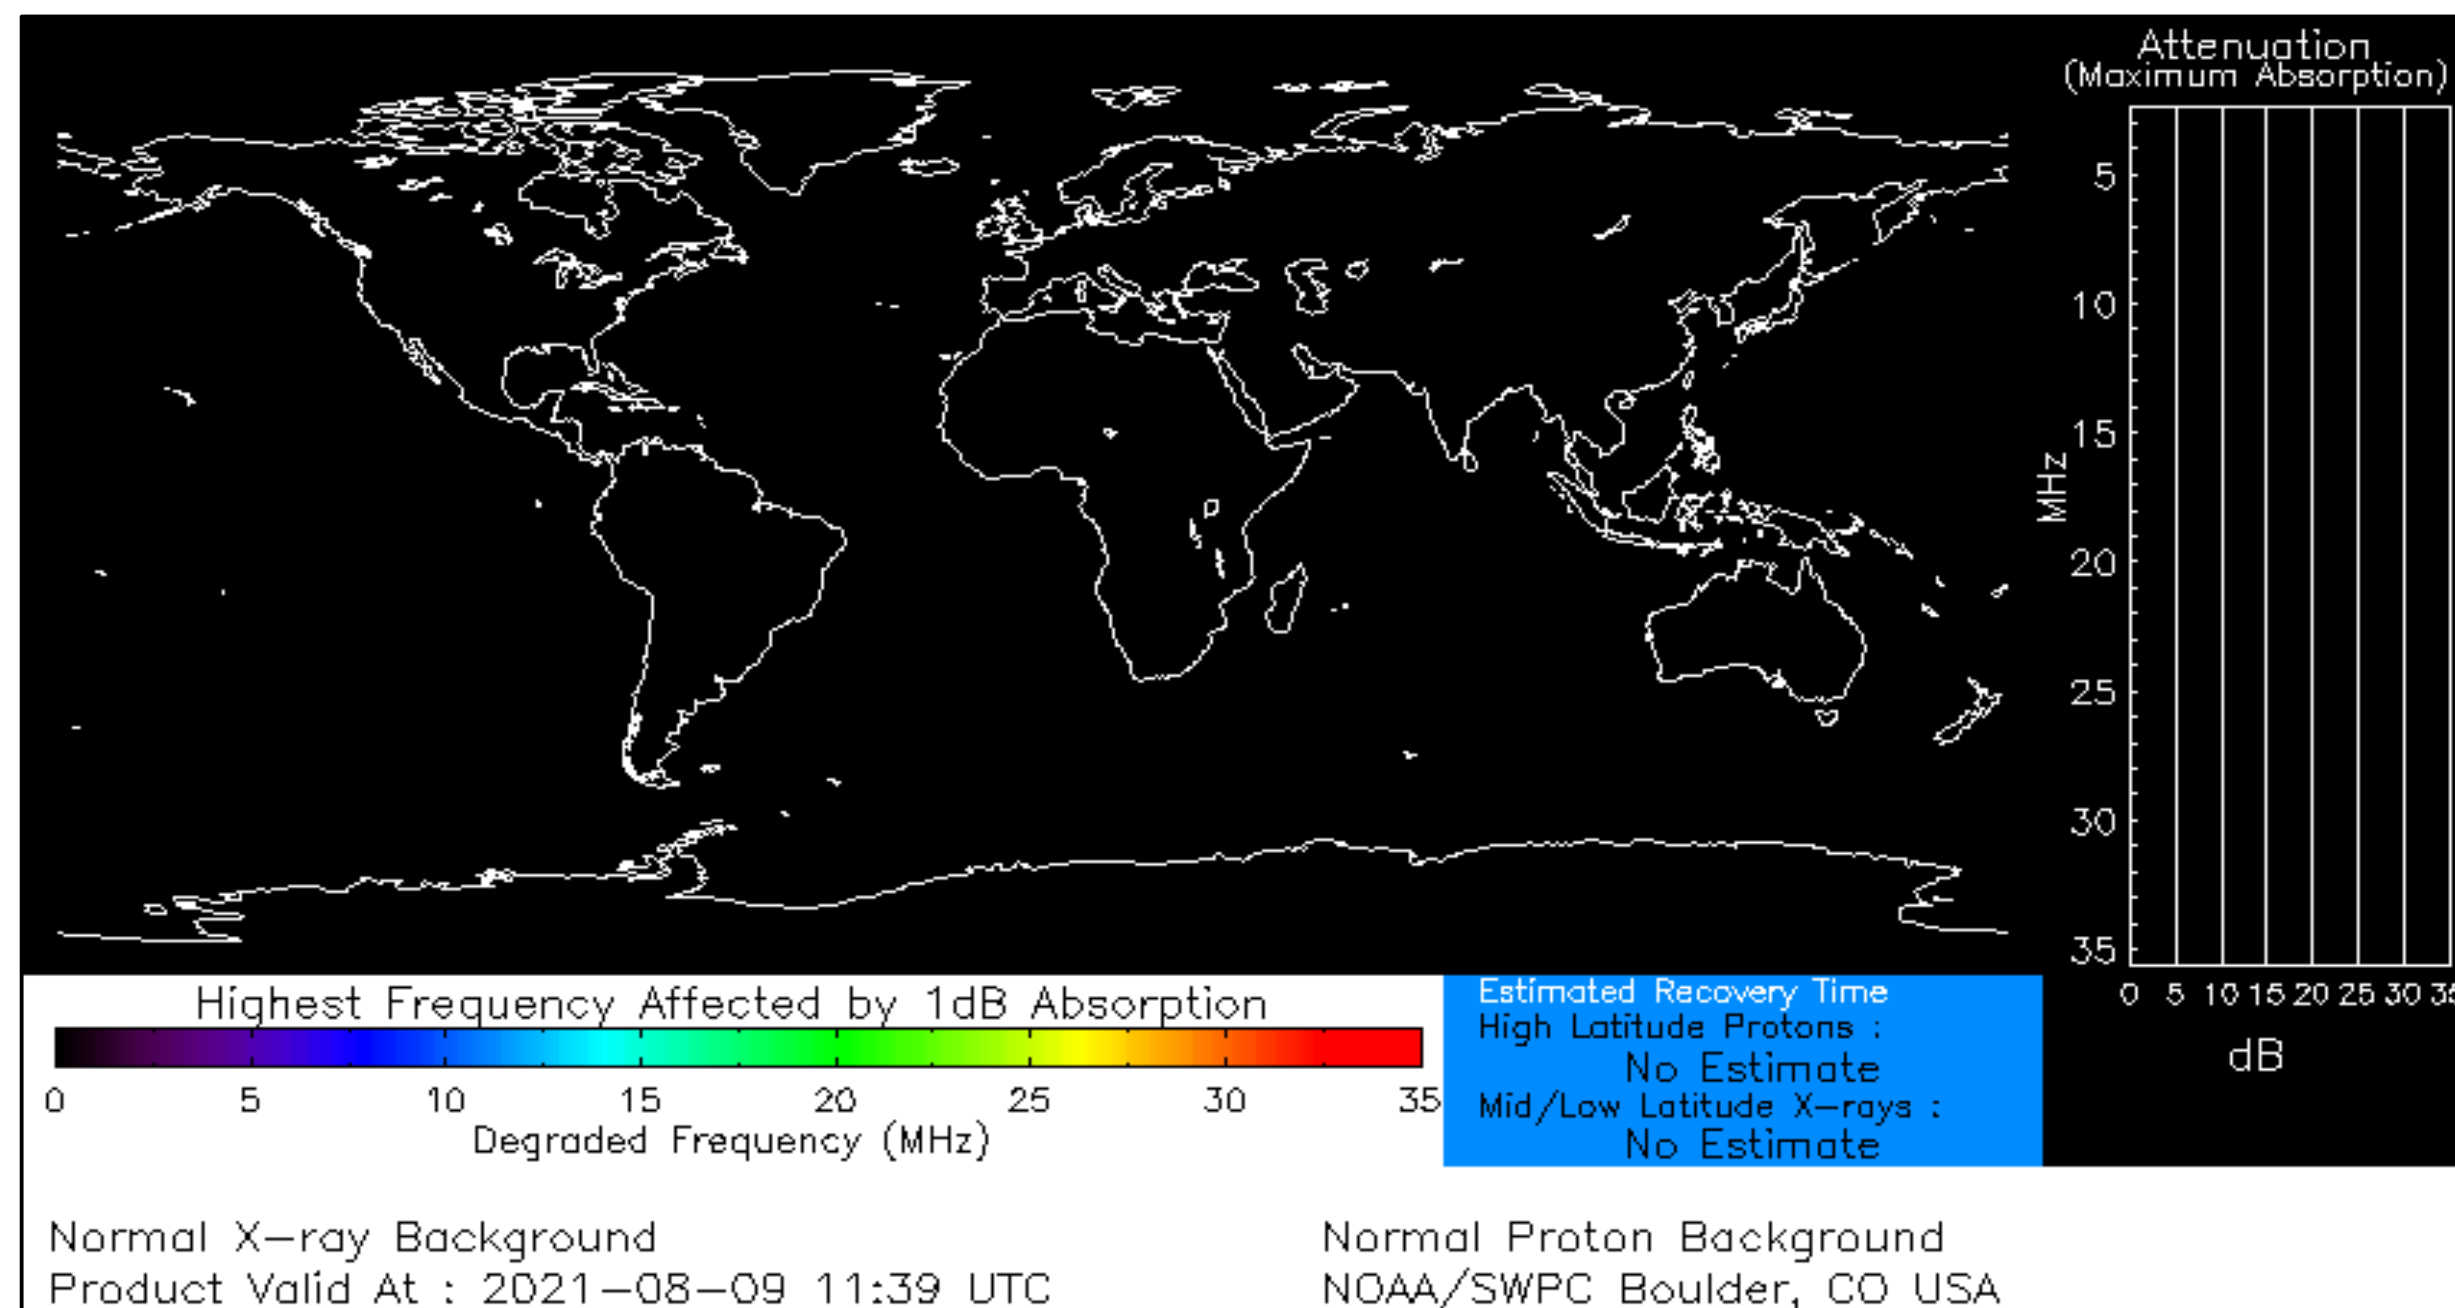 Attenuation
(Maximum Absorption)
5
10
15
20
25
30
35
MHz
0 5 10 15 20 25 30
dB
Highest Frequency Affected by 1dB Absorption
0 5 10 15 20 25 30 35
Degraded Frequency (MHz)
Estimated Recovery Time
High Latitude Protons :
No Estimate
Mid/Low Latitude X-rays :
No Estimate
Normal X-ray Background
Normal Proton Background
Product Valid At : 2021-08-09 11:39 UTC
NOAA/SWPC Boulder, CO USA